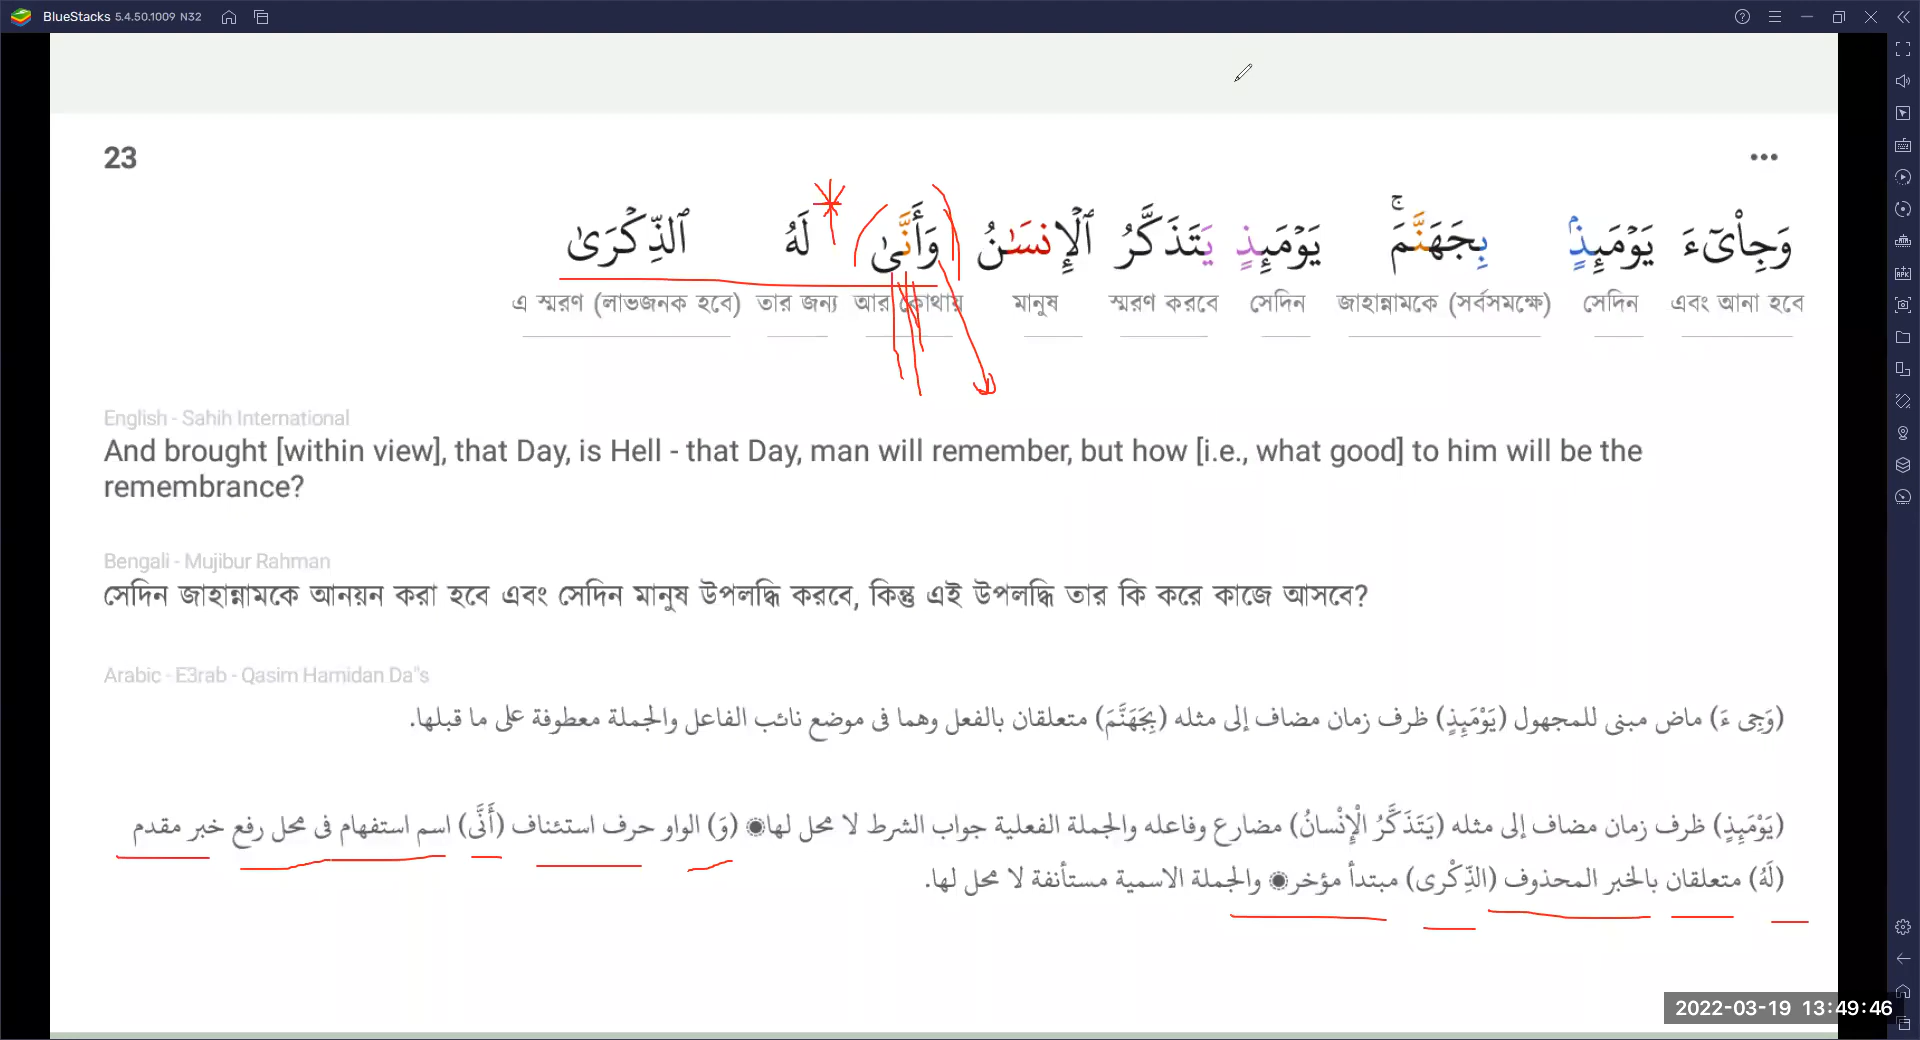 BlueStacks 5.4.50.1009 N32
23
وَجِا۟ىٓءَ يَوْمَئِذٍۭ بِجَهَنَّمَ ۚ يَوْمَئِذٍ يَتَذَكَّرُ ٱلْإِنسَٰنُ وَأَنَّىٰ لَهُ ٱلذِّكْرَىٰ
এবং আনা হবে সেদিন জাহান্নামকে (সর্বসমক্ষে) সেদিন স্মরণ করবে মানুষ আর কোথায় তার জন্য এ স্মরণ (লাভজনক হবে)
English - Sahih International
And brought [within view], that Day, is Hell - that Day, man will remember, but how [i.e., what good] to him will be the
remembrance?
Bengali - Mujibur Rahman
সেদিন জাহান্নামকে আনয়ন করা হবে এবং সেদিন মানুষ উপলদ্ধি করবে, কিন্তু এই উপলদ্ধি তার কি করে কাজে আসবে?
Arabic - E3rab - Qasim Hamidan Da"s
(وَجِی ءَ) ماض مبنى للمجهول (يَوْمَئِذٍ) ظرف زمان مضاف إلى مثله (بِجَهَنَّمَ) متعلقان بالفعل وهما فى موضع نائب الفاعل والجملة معطوفة على ما قبلها.
(يَوْمَئِذٍ) ظرف زمان مضاف إلى مثله (يَتَذَكَّرُ الْإِنْسانُ) مضارع وفاعله والجملة الفعلية جواب الشرط لا محل لها◉ (وَ) الواو حرف استئناف (أَنَّى) اسم استفهام فى محل رفع خبر مقدم
(لَهُ) متعلقان بالخبر المحذوف (الذِّكْرى) مبتدأ مؤخر◉ والجملة الاسمية مستأنفة لا محل لها.
2022-03-19 13:49:46